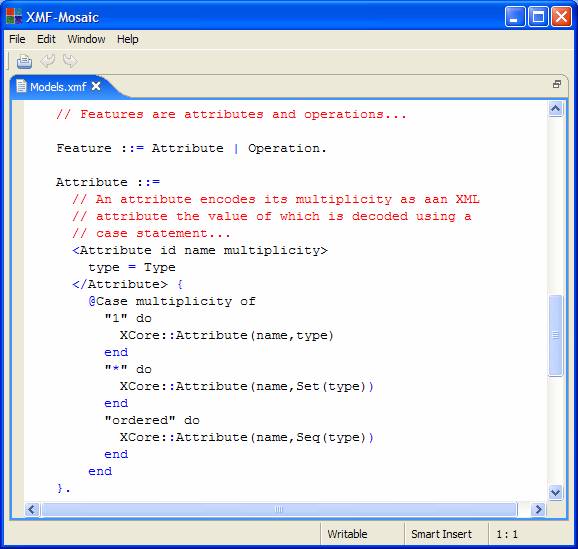 XMF-Mosaic
File Edit Window Help
Models.xmf
// Features are attributes and operations...
Feature ::= Attribute | Operation.
Attribute ::=
// An attribute encodes its multiplicity as aan XML
// attribute the value of which is decoded using a
// case statement...
<Attribute id name multiplicity>
type = Type
</Attribute> {
@Case multiplicity of
"1" do
XCore::Attribute(name,type)
end
"*" do
XCore::Attribute(name,Set(type))
end
"ordered" do
XCore::Attribute(name,Seq(type))
end
end
}.
Writable Smart Insert 1 : 1